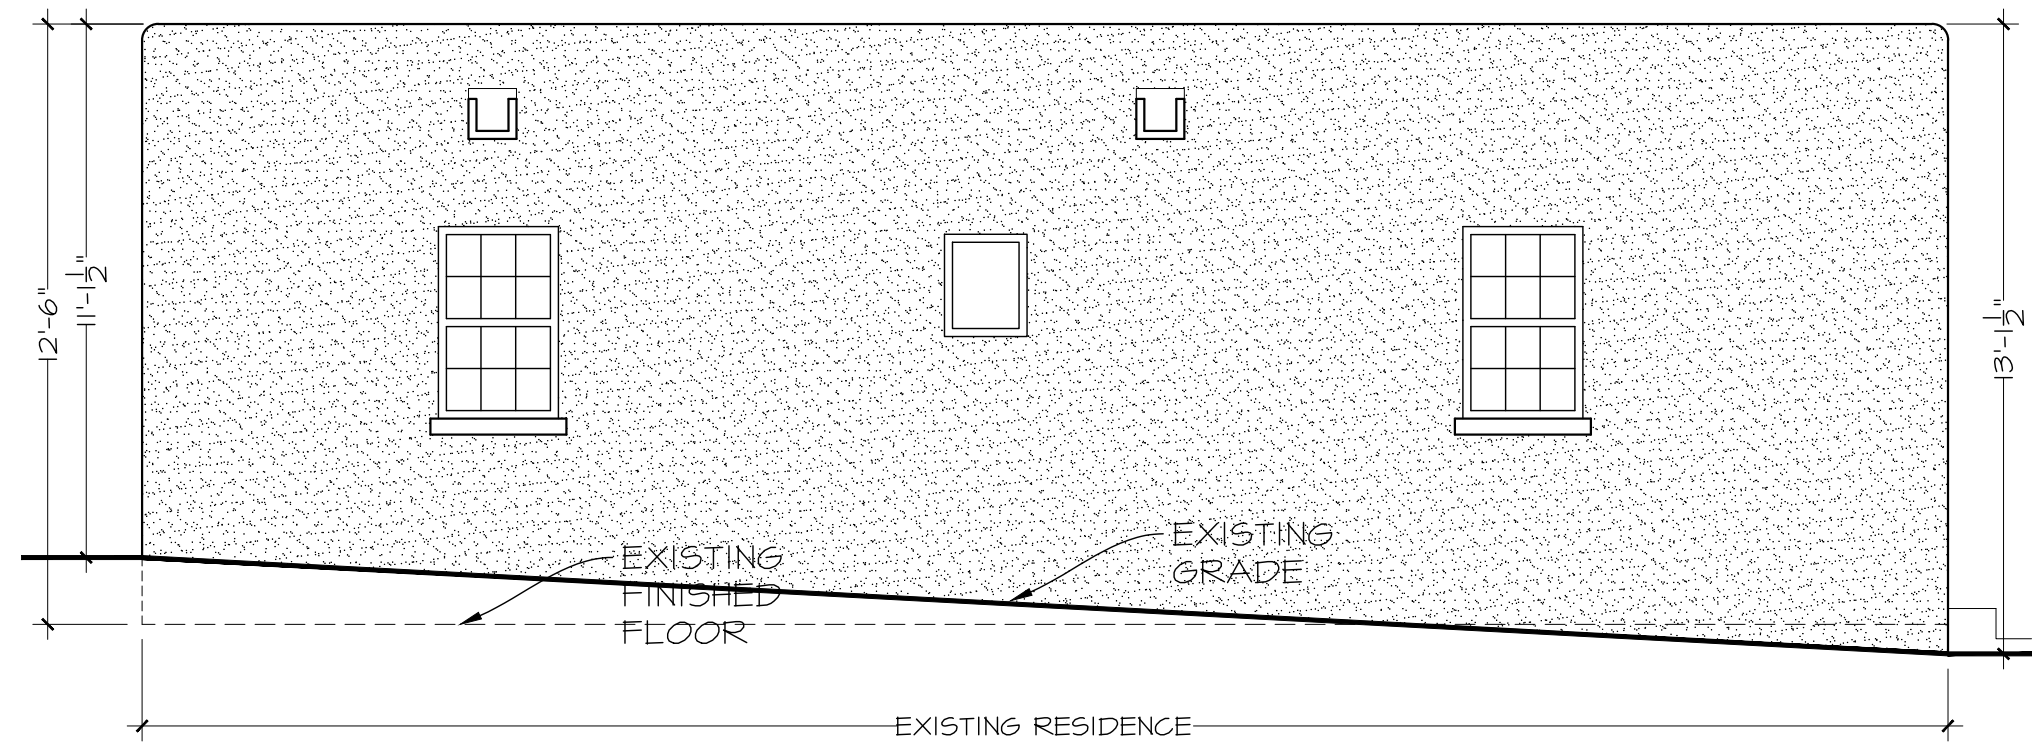 12'-6"
11'-1 1/2"
13'-1 1/2"
EXISTING
GRADE
EXISTING
FINISHED
FLOOR
EXISTING RESIDENCE